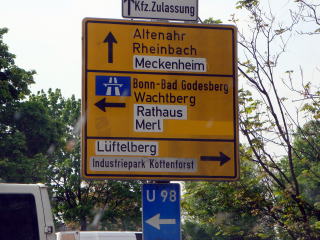 Kfz.Zulassung
Altenahr
Rheinbach
Meckenheim
Bonn-Bad Godesberg
Wachtberg
Rathaus
Merl
Lüftelberg
Industriepark Kottenforst
U 98